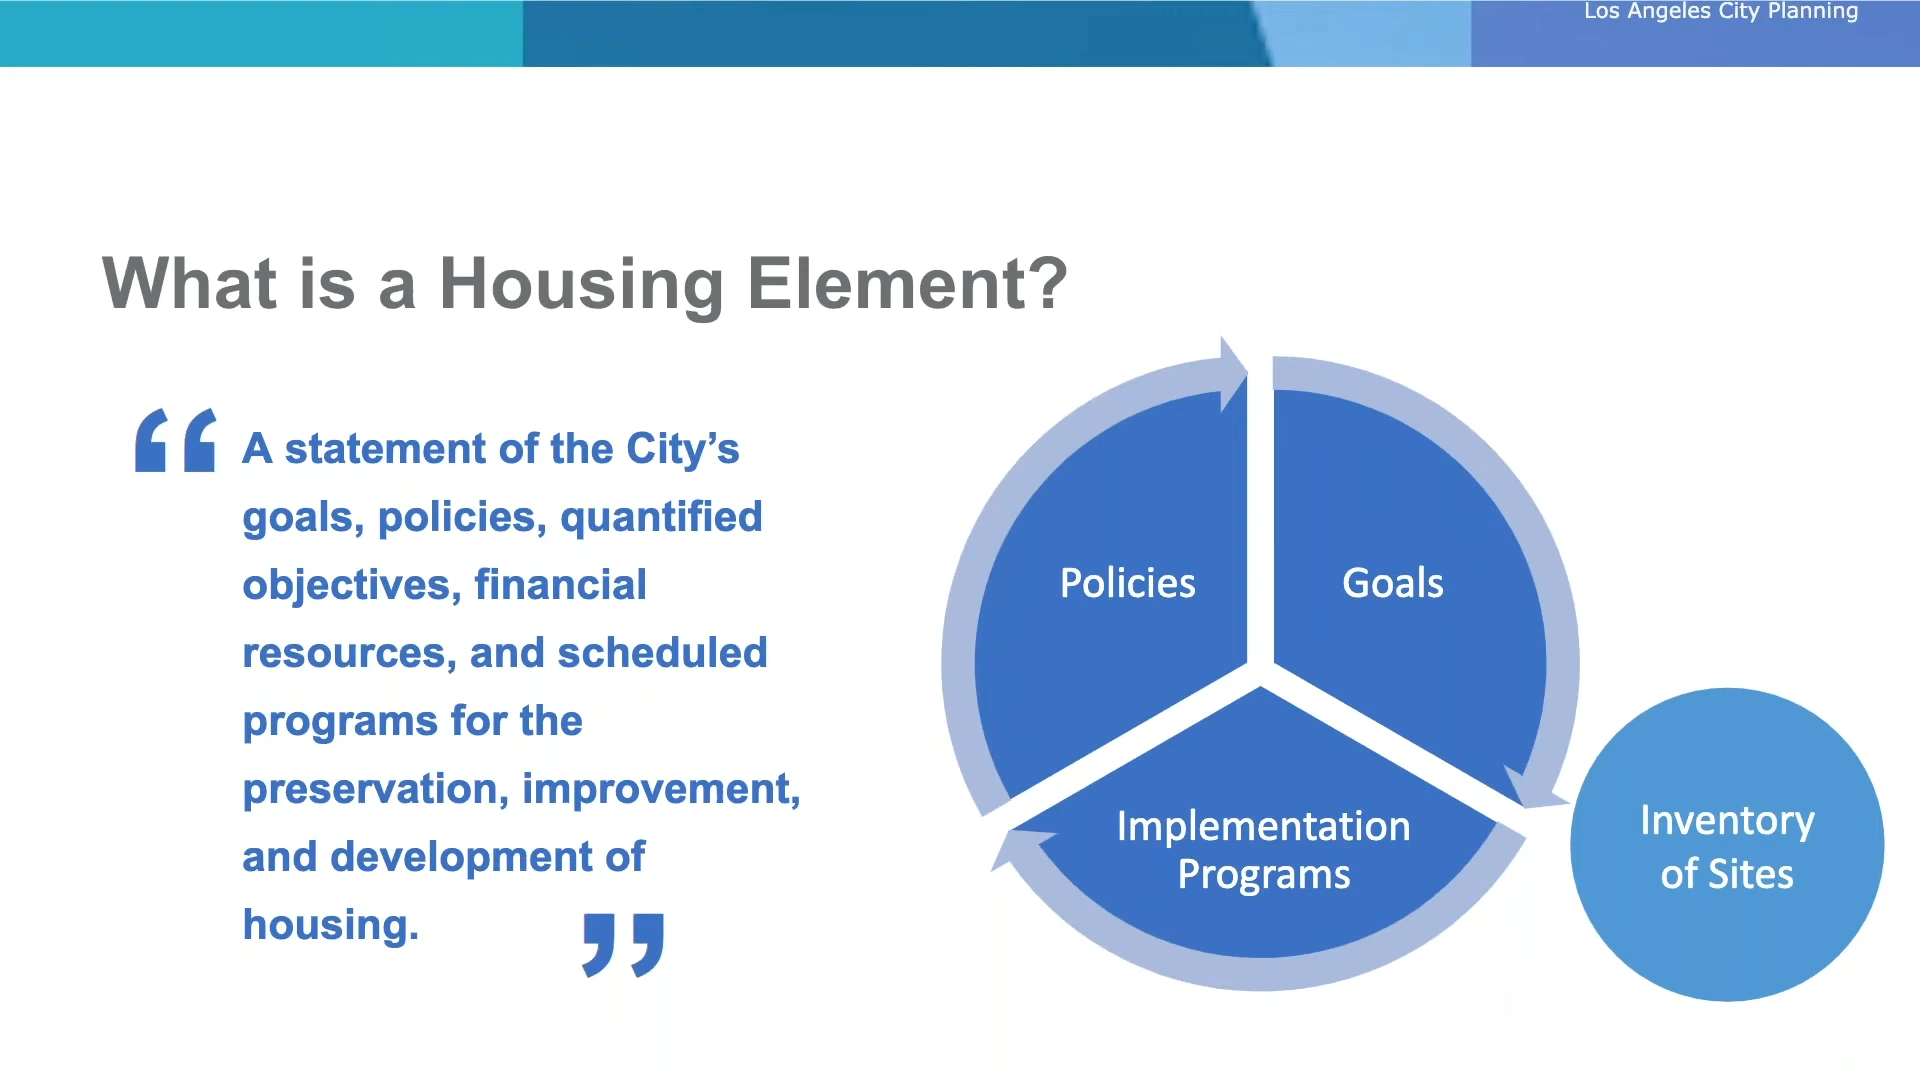 Los Angeles City Planning
What is a Housing Element?
“ A statement of the City’s
goals, policies, quantified
objectives, financial
resources, and scheduled
programs for the
preservation, improvement,
and development of
housing. ”
Policies
Goals
Implementation
Programs
Inventory
of Sites